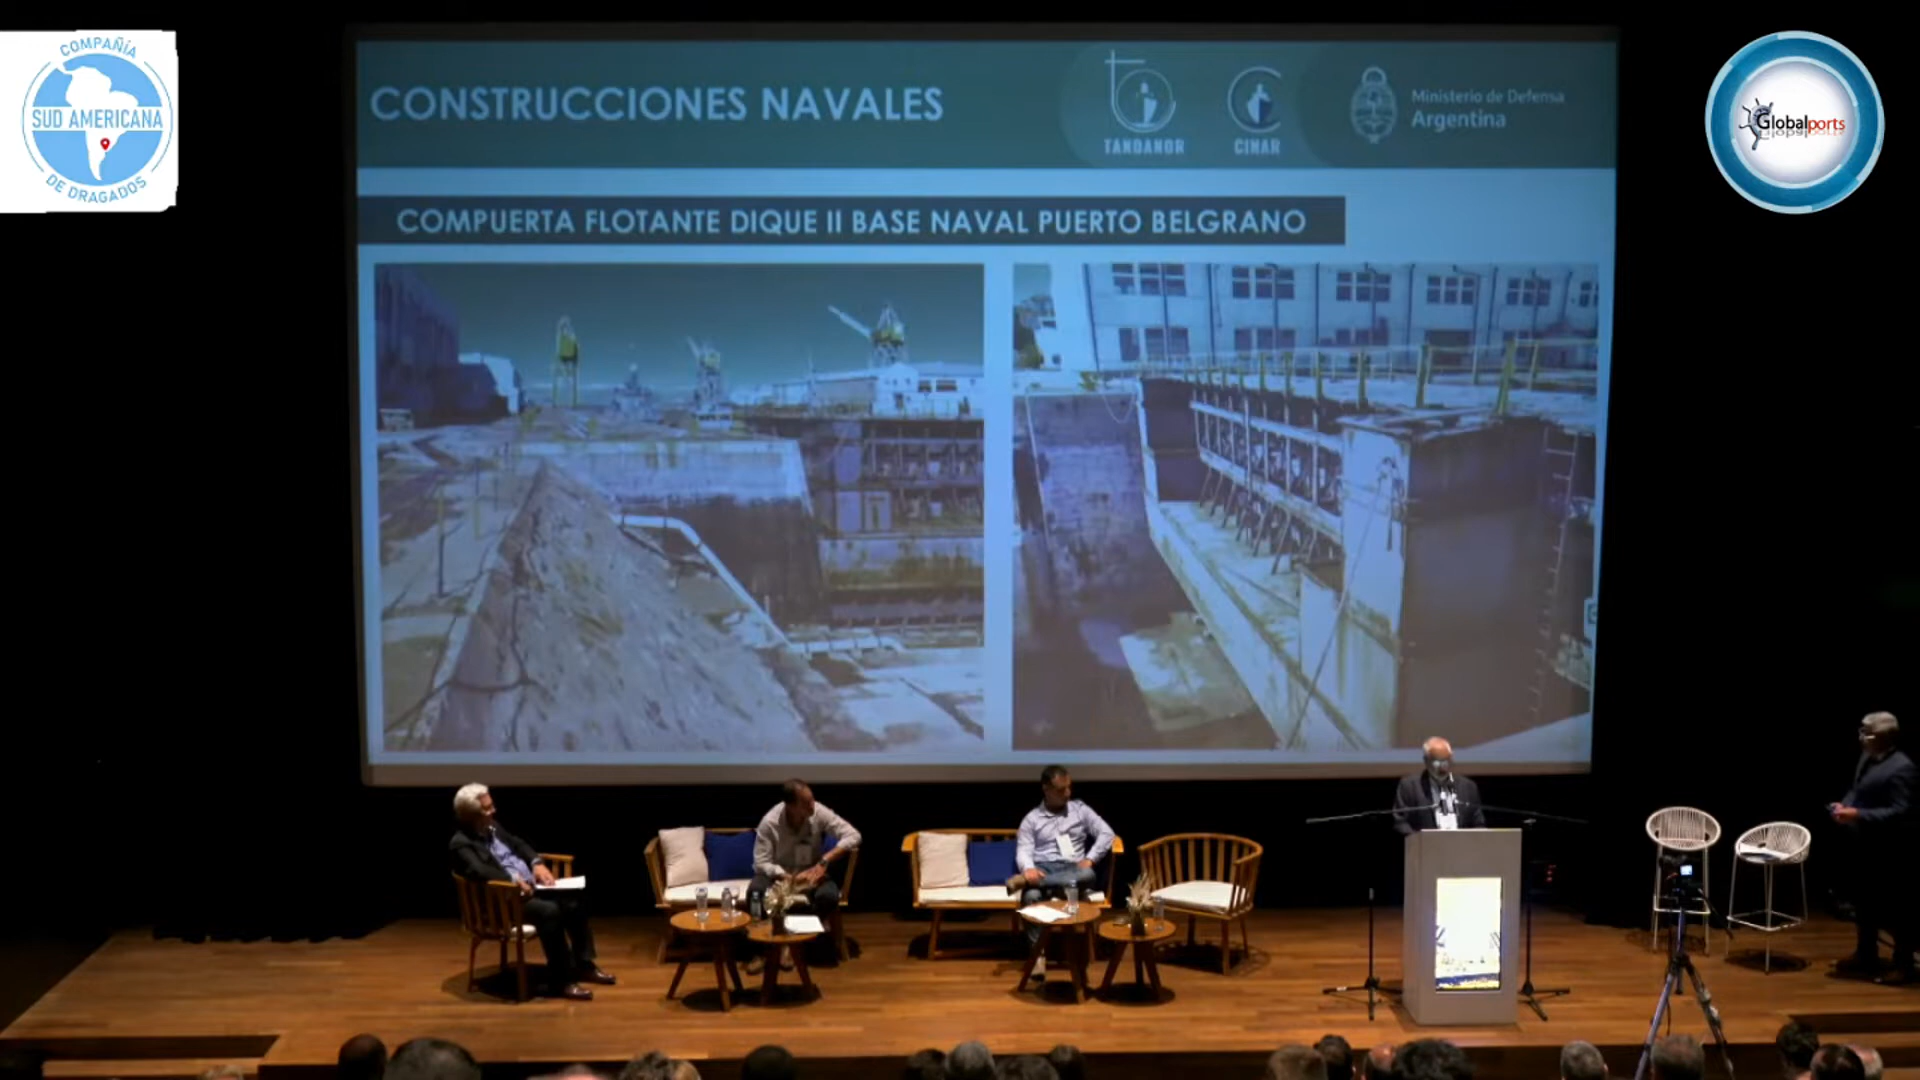 COMPAÑÍA
SUD AMERICANA
DE DRAGADOS
CONSTRUCCIONES NAVALES
TANDANOR
CINAR
Ministerio de Defensa
Argentina
Globalports
COMPUERTA FLOTANTE DIQUE II BASE NAVAL PUERTO BELGRANO